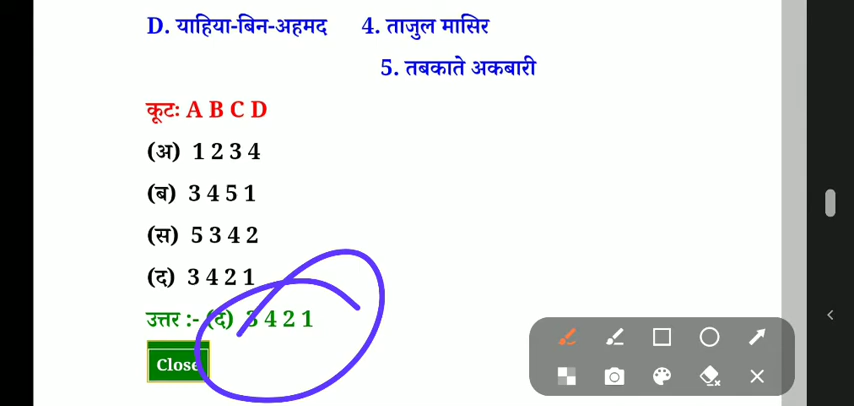 D. याहिया-बिन-अहमद 4. ताजुल मासिर
5. तबकाते अकबारी
कूटः A B C D
(अ) 1 2 3 4
(ब) 3 4 5 1
(स) 5 3 4 2
(द) 3 4 2 1
उत्तर :- (द) 3 4 2 1
Close